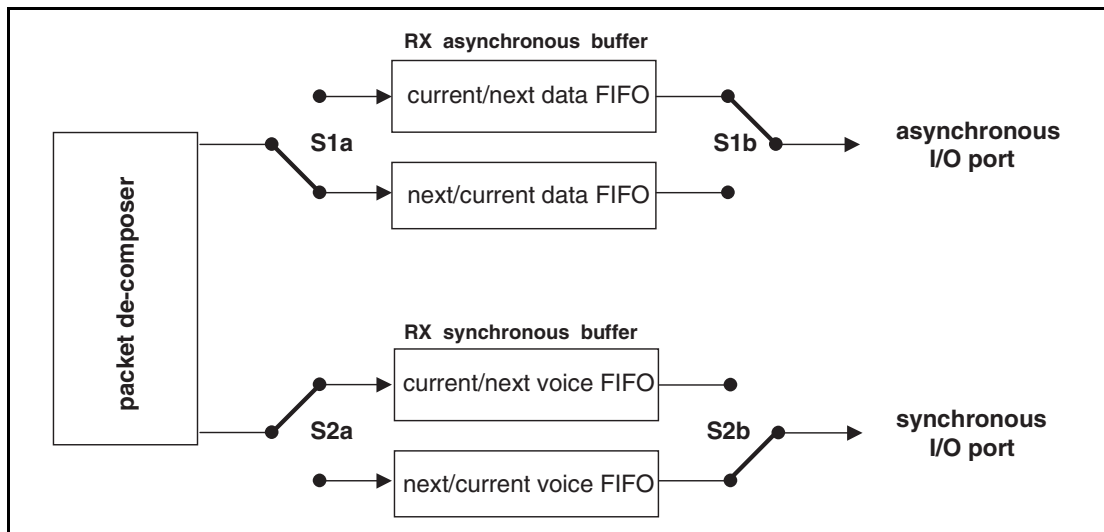 RX asynchronous buffer
current/next data FIFO
S1a
S1b
asynchronous
I/O port
next/current data FIFO
packet de-composer
RX synchronous buffer
current/next voice FIFO
S2a
S2b
synchronous
I/O port
next/current voice FIFO